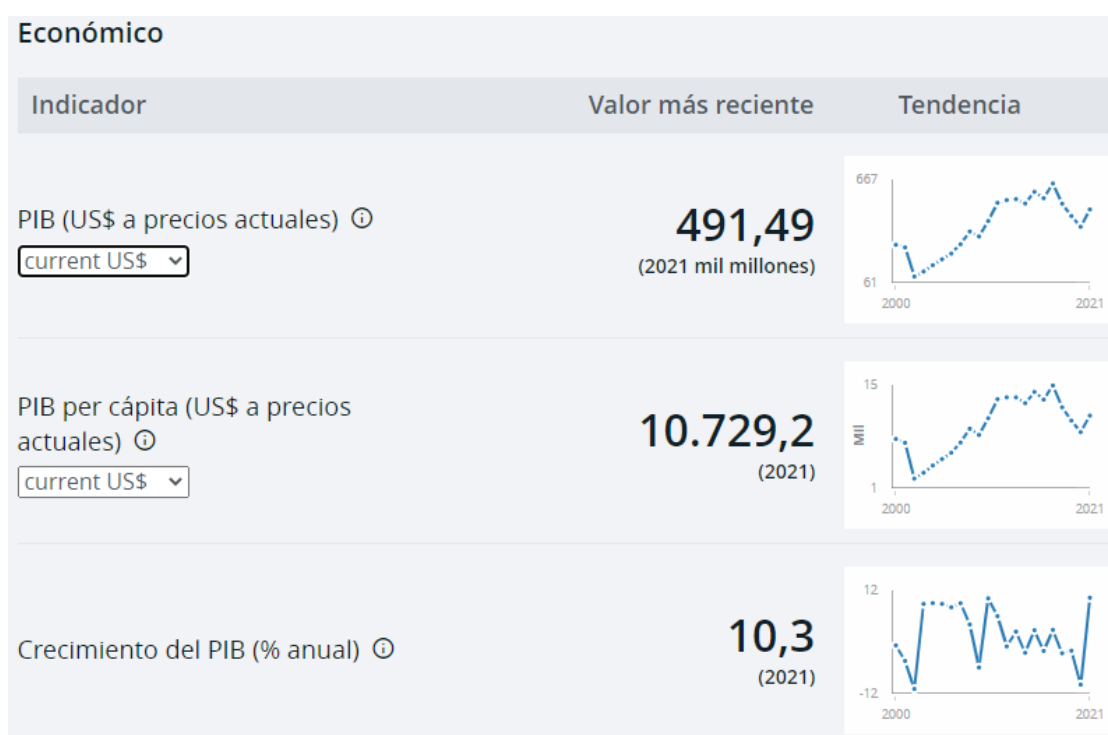 Económico
Indicador Valor más reciente Tendencia
PIB (US$ a precios actuales) ⓘ
current US$
491,49
(2021 mil millones)
667
61
2000 2021
PIB per cápita (US$ a precios
actuales) ⓘ
current US$
10.729,2
(2021)
15
Mil
1
2000 2021
Crecimiento del PIB (% anual) ⓘ
10,3
(2021)
12
-12
2000 2021